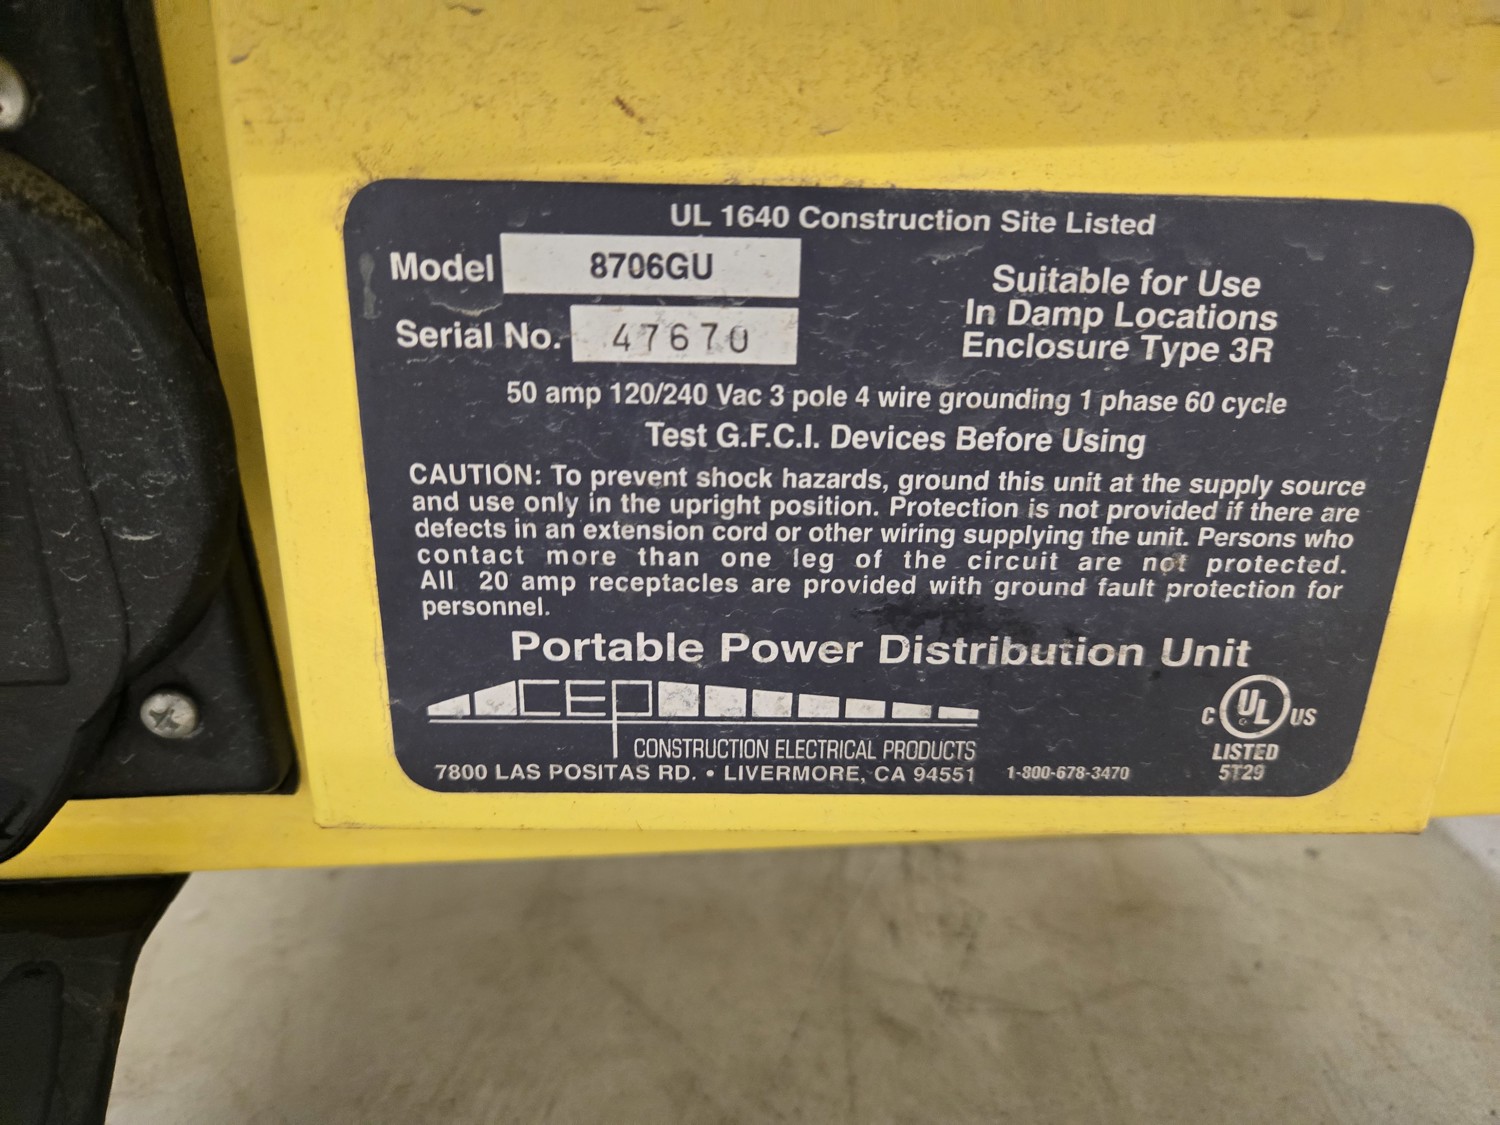 UL 1640 Construction Site Listed
Model 8706GU
Serial No. 47670
Suitable for Use
In Damp Locations
Enclosure Type 3R
50 amp 120/240 Vac 3 pole 4 wire grounding 1 phase 60 cycle
Test G.F.C.I. Devices Before Using
CAUTION: To prevent shock hazards, ground this unit at the supply source
and use only in the upright position. Protection is not provided if there are
defects in an extension cord or other wiring supplying the unit. Persons who
contact more than one leg of the circuit are not protected.
All 20 amp receptacles are provided with ground fault protection for
personnel.
Portable Power Distribution Unit
CEP
CONSTRUCTION ELECTRICAL PRODUCTS
7800 LAS POSITAS RD. • LIVERMORE, CA 94551 1-800-678-3470
C UL US
LISTED
5T29